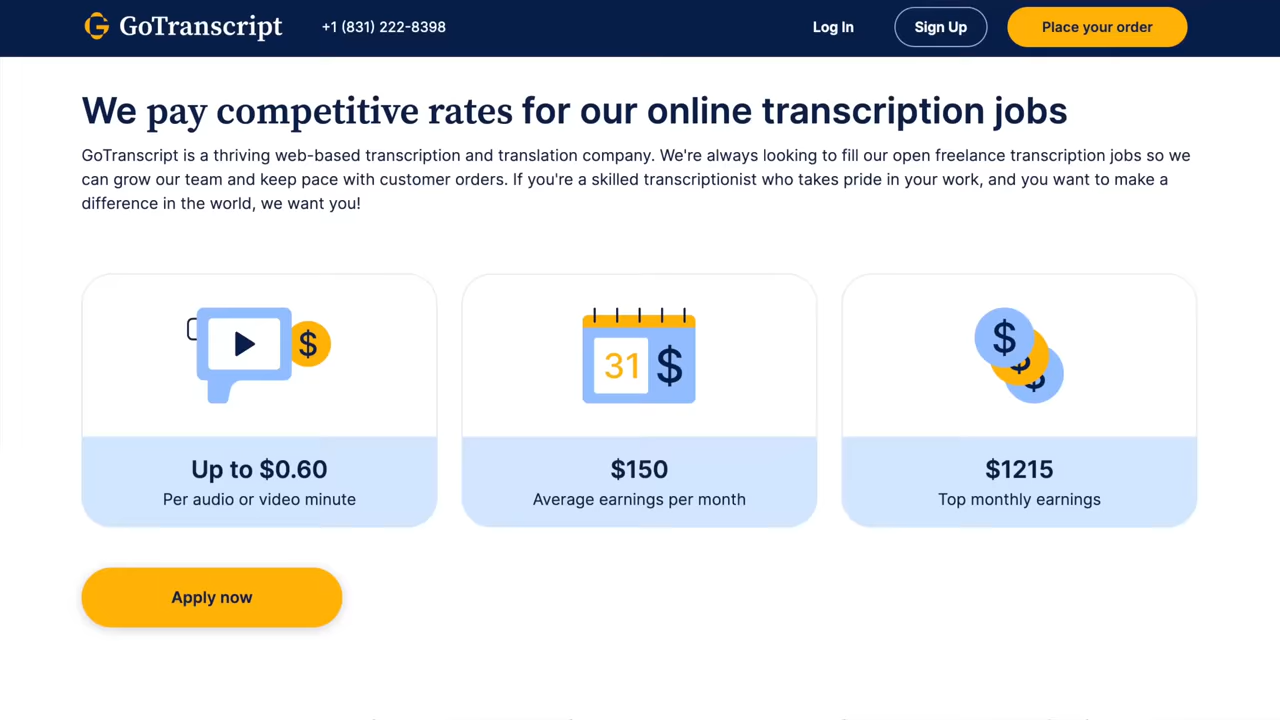 GoTranscript
+1 (831) 222-8398
Log In
Sign Up
Place your order
We pay competitive rates for our online transcription jobs
GoTranscript is a thriving web-based transcription and translation company. We're always looking to fill our open freelance transcription jobs so we
can grow our team and keep pace with customer orders. If you're a skilled transcriptionist who takes pride in your work, and you want to make a
difference in the world, we want you!
$
31 $
$ $ $
Up to $0.60
Per audio or video minute
$150
Average earnings per month
$1215
Top monthly earnings
Apply now